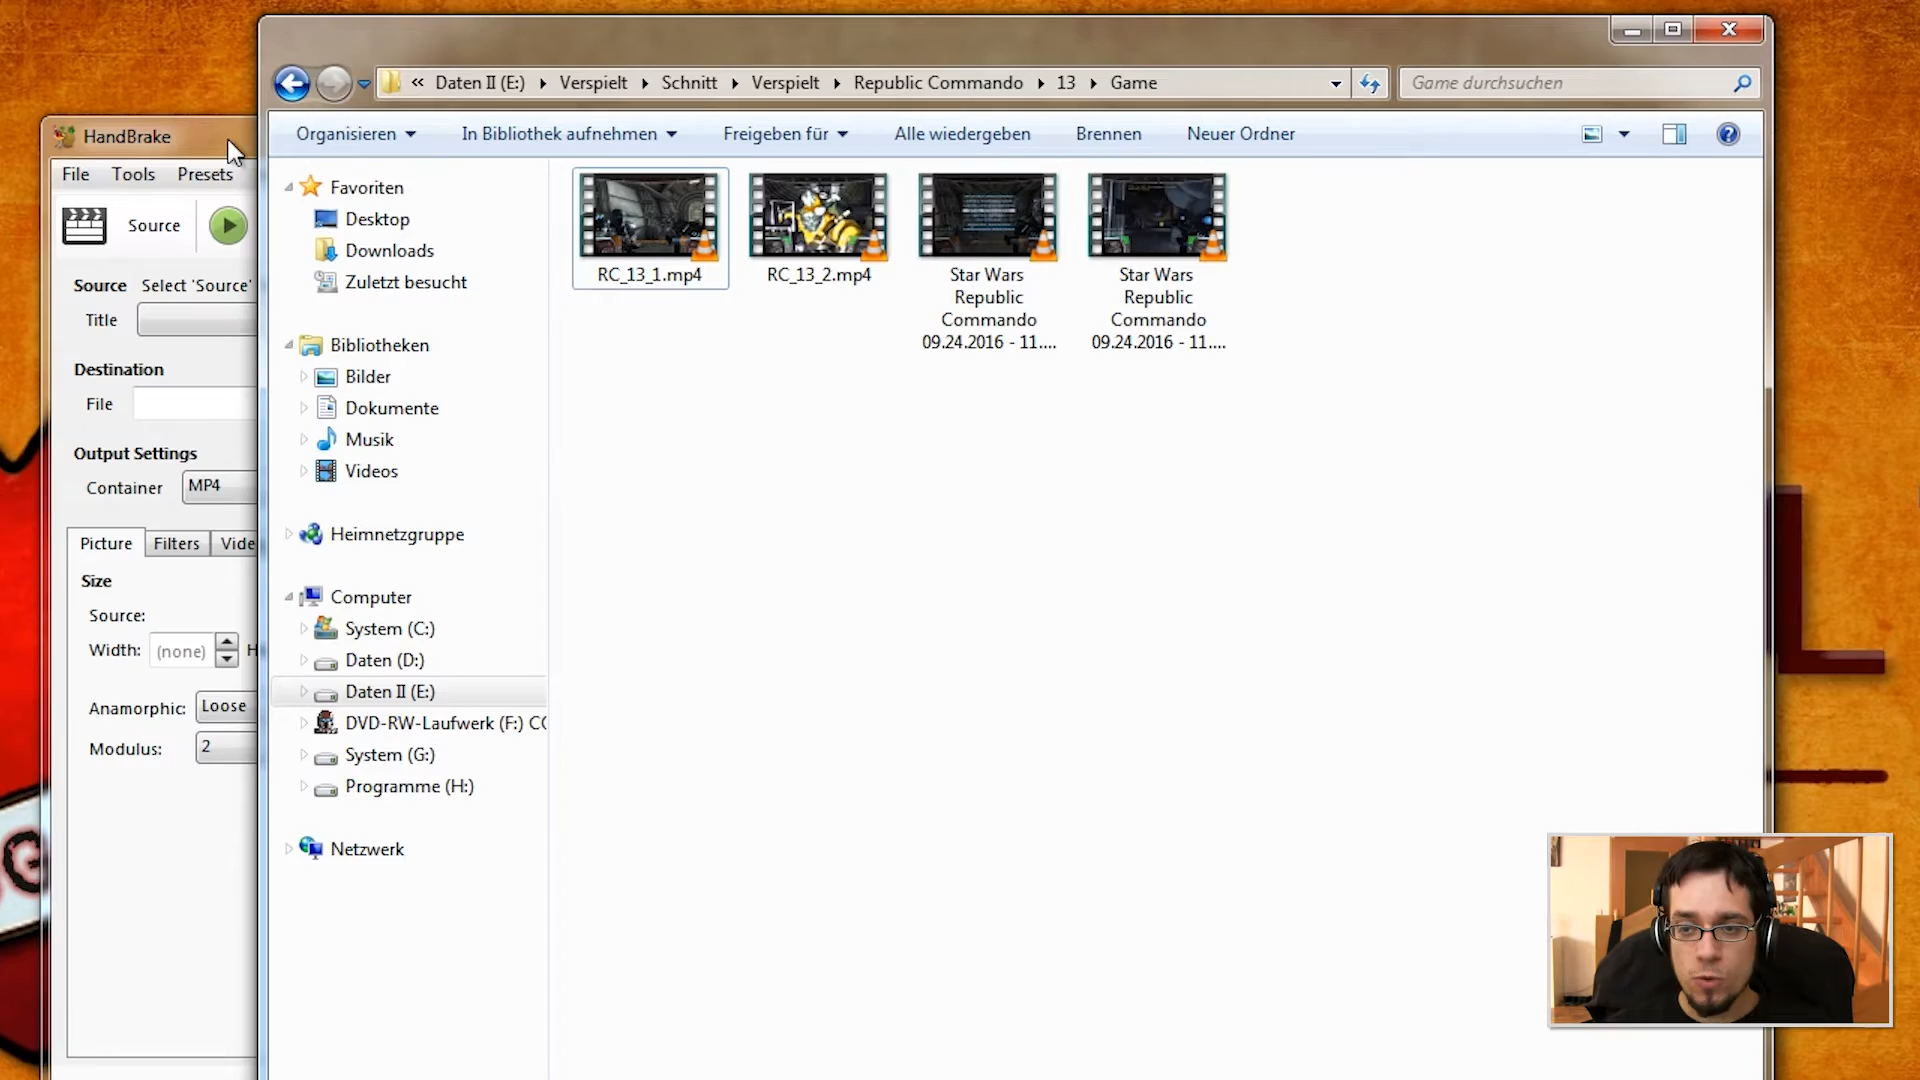 « Daten II (E:) Verspielt Schnitt Verspielt Republic Commando 13 Game
Game durchsuchen
Organisieren In Bibliothek aufnehmen Freigeben für Alle wiedergeben Brennen Neuer Ordner
HandBrake
File Tools Presets
Source
Source Select 'Source'
Title
Destination
File
Output Settings
Container MP4
Picture Filters Vide
Size
Source:
Width: (none) H
Anamorphic: Loose
Modulus: 2
Favoriten
Desktop
Downloads
Zuletzt besucht
Bibliotheken
Bilder
Dokumente
Musik
Videos
Heimnetzgruppe
Computer
System (C:)
Daten (D:)
Daten II (E:)
DVD-RW-Laufwerk (F:) CO
System (G:)
Programme (H:)
Netzwerk
RC_13_1.mp4
RC_13_2.mp4
Star Wars
Republic
Commando
09.24.2016 - 11....
Star Wars
Republic
Commando
09.24.2016 - 11....